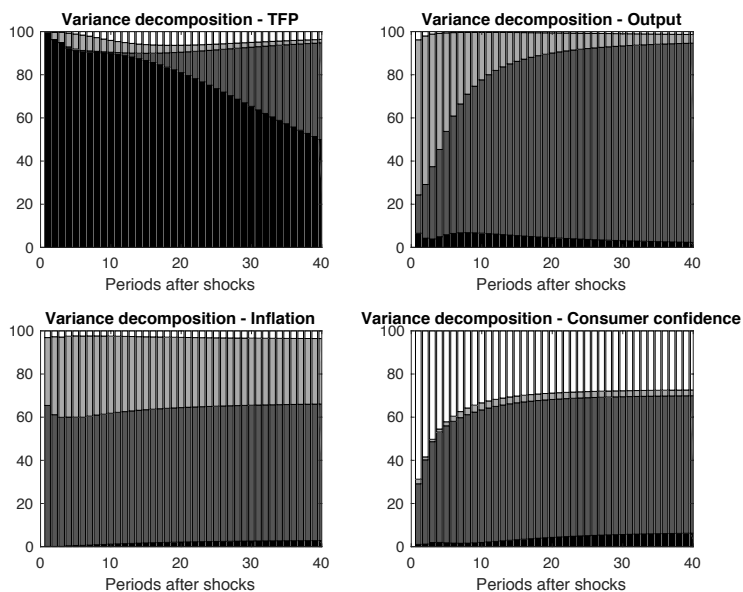 Variance decomposition - TFP
100
80
60
40
20
0
0 10 20 30 40
Periods after shocks
Variance decomposition - Output
100
80
60
40
20
0
0 10 20 30 40
Periods after shocks
Variance decomposition - Inflation
100
80
60
40
20
0
0 10 20 30 40
Periods after shocks
Variance decomposition - Consumer confidence
100
80
60
40
20
0
0 10 20 30 40
Periods after shocks